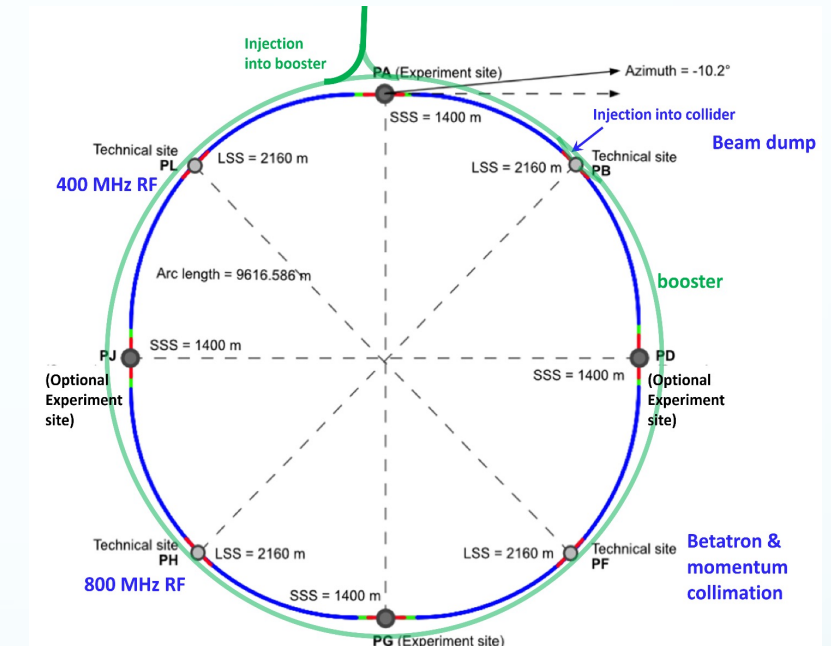 Injection
into booster
PA (Experiment site)
Azimuth = -10.2°
SSS = 1400 m
Injection into collider
Beam dump
Technical site
PL
LSS = 2160 m
400 MHz RF
LSS = 2160 m
Technical site
PB
Arc length = 9616.586 m
booster
PJ
SSS = 1400 m
(Optional
Experiment
site)
PD
SSS = 1400 m
(Optional
Experiment
site)
Technical site
PH
LSS = 2160 m
800 MHz RF
LSS = 2160 m
Technical site
PF
Betatron &
momentum
collimation
SSS = 1400 m
PG (Experiment site)